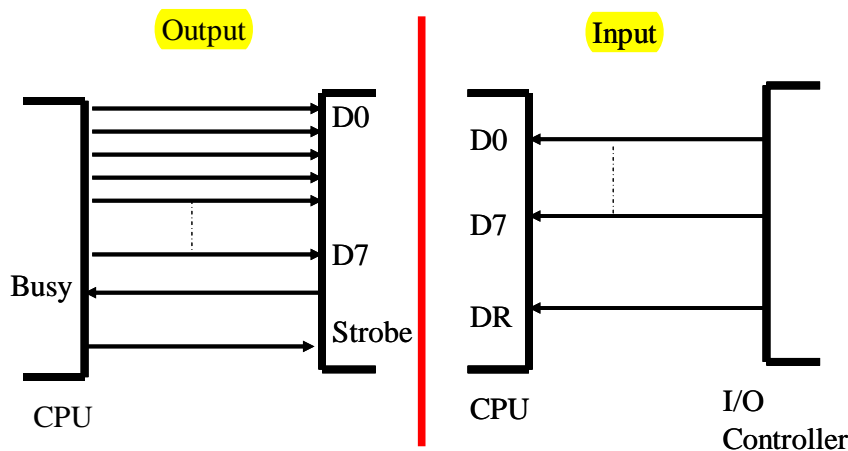 Output
D0
D7
Busy
Strobe
CPU
Input
D0
D7
DR
CPU
I/O
Controller